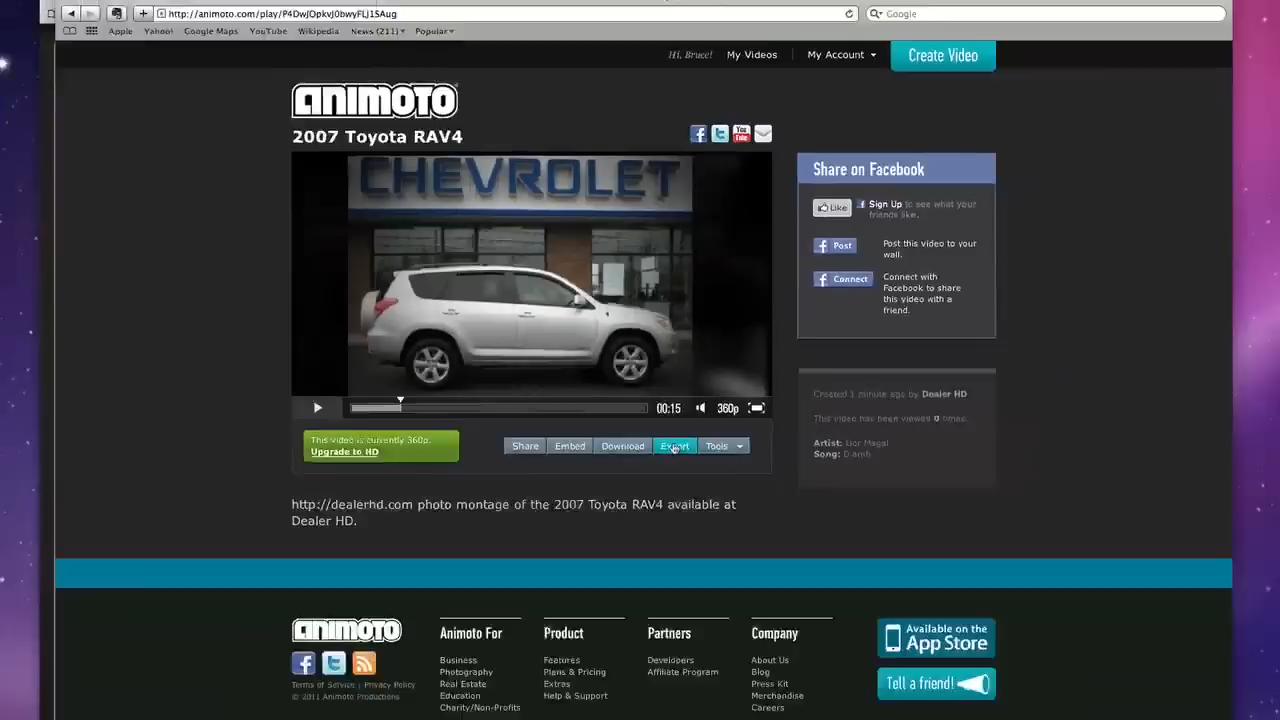 http://animoto.com/play/P4DwJOpkvJ0bwyFLj1SAug
Google
Apple Yahoo! Google Maps YouTube Wikipedia News (211) Popular
Hi, Bruce! My Videos My Account Create Video
animoto
2007 Toyota RAV4
You Tube
CHEVROLET
00:15 360p
This video is currently 360p.
Upgrade to HD
Share Embed Download Export Tools
http://dealerhd.com photo montage of the 2007 Toyota RAV4 available at
Dealer HD.
Share on Facebook
Like Sign Up to see what your
friends like.
Post Post this video to your
wall.
Connect Connect with
Facebook to share
this video with a
friend.
Created 1 minute ago by Dealer HD
This video has been viewed 0 times.
Artist: Lior Magal
Song:
animoto
Terms of Service | Privacy Policy
© 2011 Animoto Productions
Animoto For
Business
Photography
Real Estate
Education
Charity/Non-Profits
Product
Features
Plans & Pricing
Extras
Help & Support
Partners
Developers
Affiliate Program
Company
About Us
Blog
Press Kit
Merchandise
Careers
Available on the
App Store
Tell a friend!